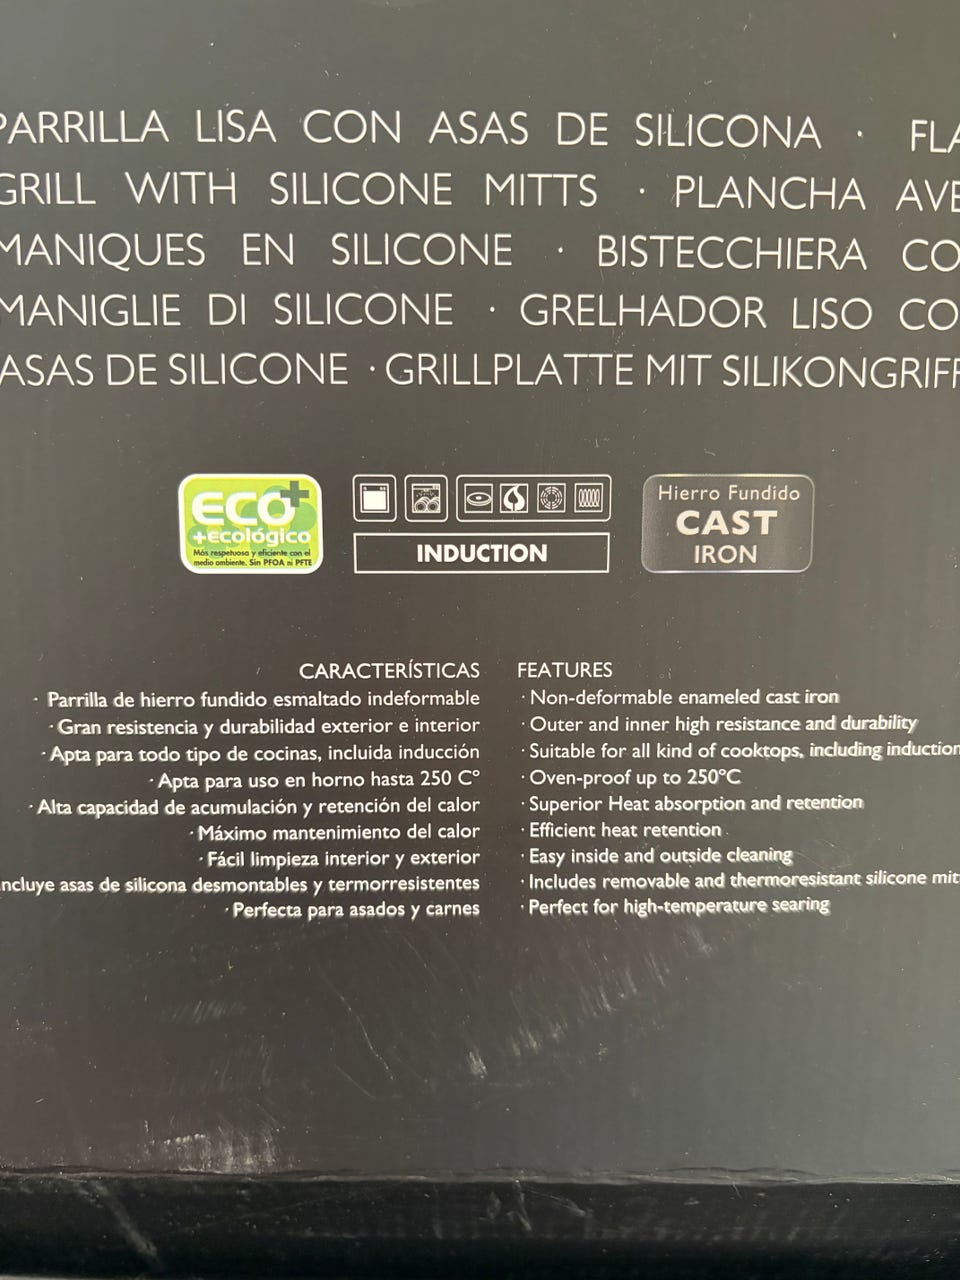 PARRILLA LISA CON ASAS DE SILICONA ·
GRILL WITH SILICONE MITTS · PLANCHA
MANIQUES EN SILICONE · BISTECCHIERA
MANIGLIE DI SILICONE · GRELHADOR LISO
ASAS DE SILICONE · GRILLPLATTE MIT
ECO+
+ecológico
Más respetuosa y eficiente con el
medio ambiente. Sin PFOA ni PFTE
INDUCTION
Hierro Fundido
CAST
IRON
CARACTERÍSTICAS
· Parrilla de hierro fundido esmaltado indeformable
· Gran resistencia y durabilidad exterior e interior
· Apta para todo tipo de cocinas, incluida inducción
· Apta para uso en horno hasta 250 Cº
· Alta capacidad de acumulación y retención del calor
· Máximo mantenimiento del calor
· Fácil limpieza interior y exterior
ncluye asas de silicona desmontables y termorresistentes
· Perfecta para asados y carnes
FEATURES
· Non-deformable enameled cast iron
· Outer and inner high resistance and durability
· Suitable for all kind of cooktops, including induction
· Oven-proof up to 250ºC
· Superior Heat absorption and retention
· Efficient heat retention
· Easy inside and outside cleaning
· Includes removable and thermoresistant silicone
· Perfect for high-temperature searing